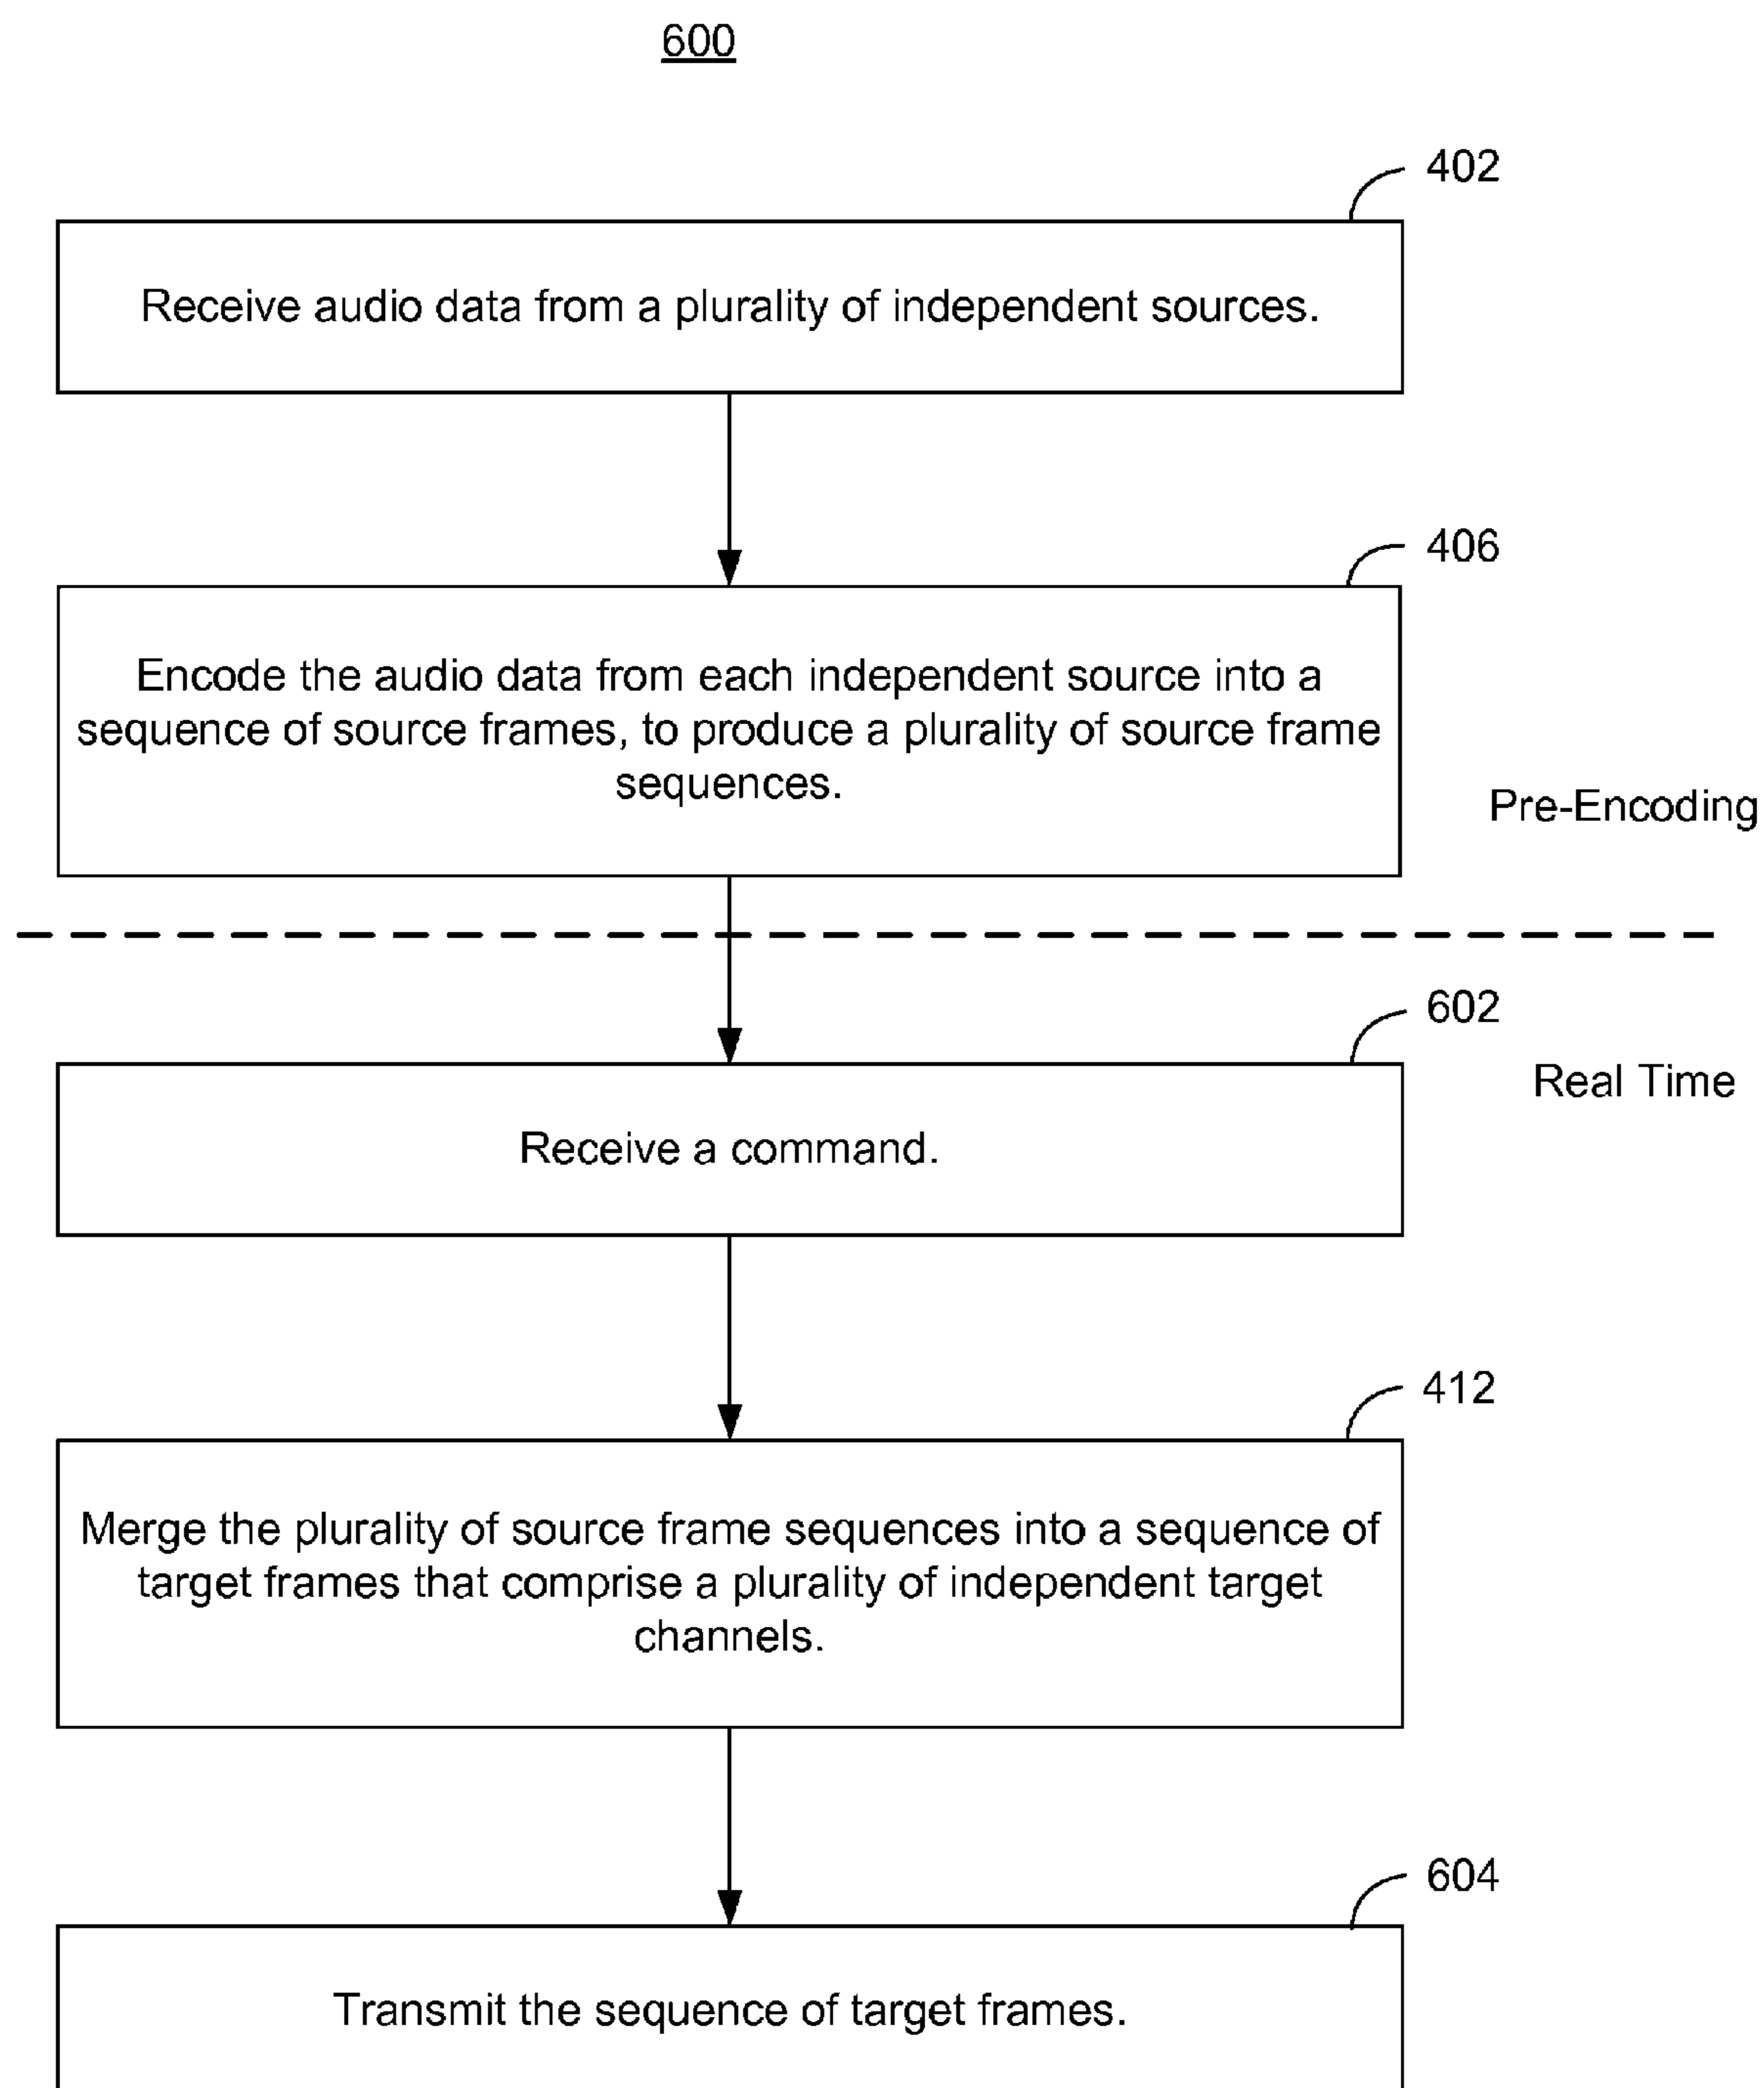 600
402
Receive audio data from a plurality of independent sources.
406
Encode the audio data from each independent source into a
sequence of source frames, to produce a plurality of source frame
sequences.
Pre-Encoding
602
Real Time
Receive a command.
412
Merge the plurality of source frame sequences into a sequence of
target frames that comprise a plurality of independent target
channels.
604
Transmit the sequence of target frames.